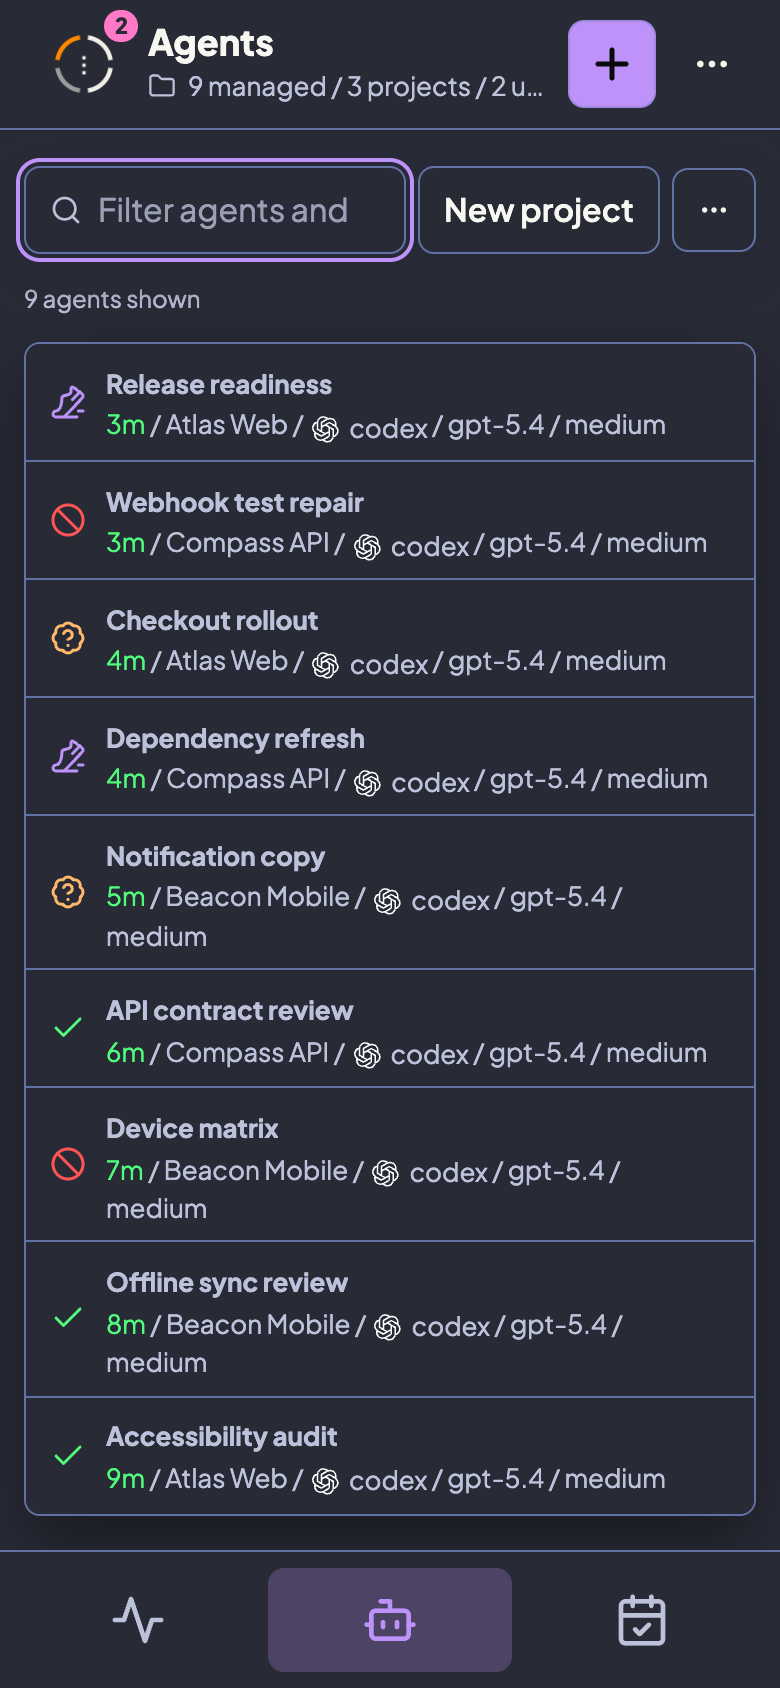 2
Agents
9 managed / 3 projects / 2 u...
Filter agents and
New project
9 agents shown
Release readiness
3m / Atlas Web / codex / gpt-5.4 / medium
Webhook test repair
3m / Compass API / codex / gpt-5.4 / medium
Checkout rollout
4m / Atlas Web / codex / gpt-5.4 / medium
Dependency refresh
4m / Compass API / codex / gpt-5.4 / medium
Notification copy
5m / Beacon Mobile / codex / gpt-5.4 /
medium
API contract review
6m / Compass API / codex / gpt-5.4 / medium
Device matrix
7m / Beacon Mobile / codex / gpt-5.4 /
medium
Offline sync review
8m / Beacon Mobile / codex / gpt-5.4 /
medium
Accessibility audit
9m / Atlas Web / codex / gpt-5.4 / medium